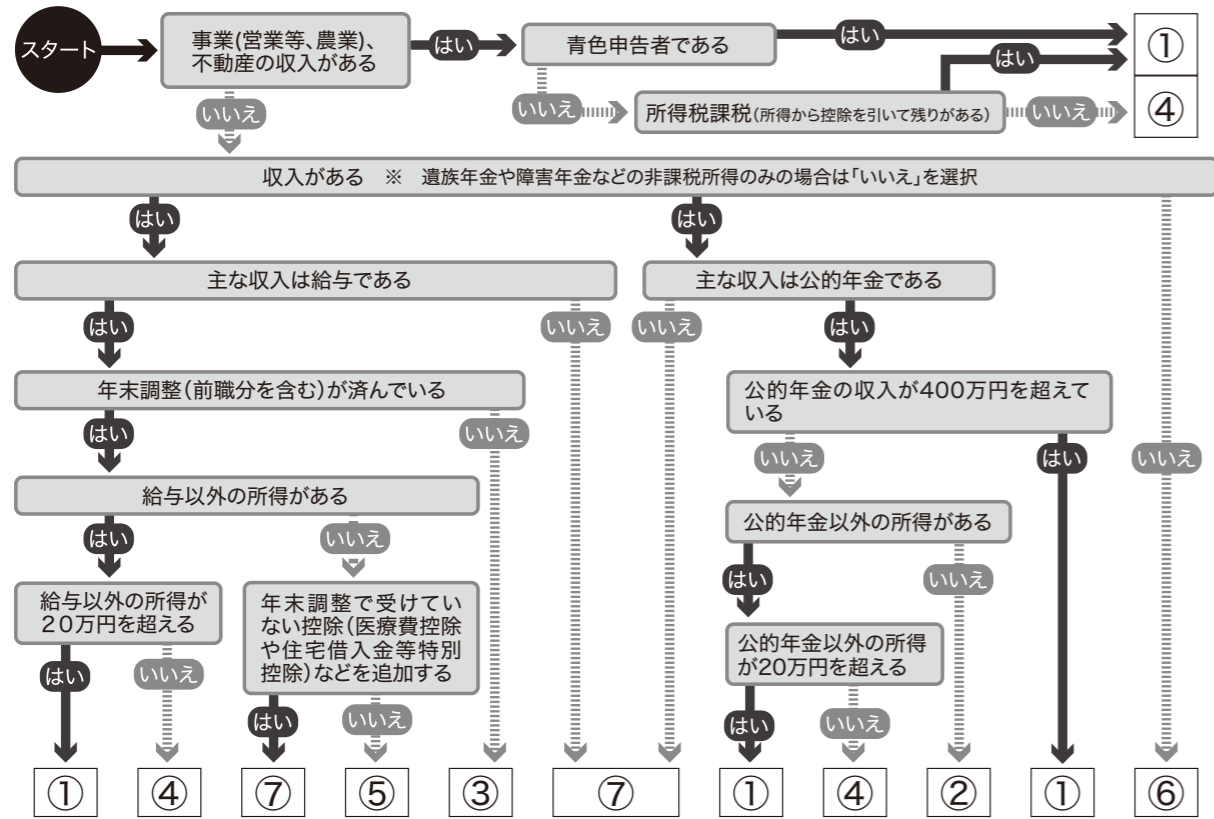 スタート
事業(営業等、農業)、
不動産の収入がある
はい
青色申告者である
はい
①
はい
いいえ
いいえ
所得税課税(所得から控除を引いて残りがある)
いいえ
④
収入がある ※ 遺族年金や障害年金などの非課税所得のみの場合は「いいえ」を選択
はい
はい
主な収入は給与である
主な収入は公的年金である
はい
いいえ
いいえ
はい
年末調整(前職分を含む)が済んでいる
公的年金の収入が400万円を超えて
いる
はい
いいえ
いいえ
はい
いいえ
給与以外の所得がある
公的年金以外の所得がある
はい
いいえ
はい
いいえ
給与以外の所得が
20万円を超える
年末調整で受けてい
ない控除(医療費控除
や住宅借入金等特別
控除)などを追加する
公的年金以外の所得
が20万円を超える
はい
いいえ
はい
いいえ
はい
いいえ
①
④
⑦
⑤
③
⑦
①
④
②
①
⑥